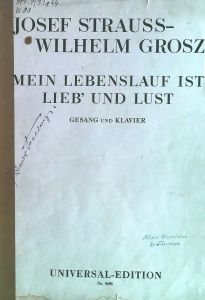 JOSEF STRAUSS-
WILHELM GROSZ
MEIN LEBENSLAUF IST
LIEB' UND LUST
GESANG UND KLAVIER
UNIVERSAL-EDITION